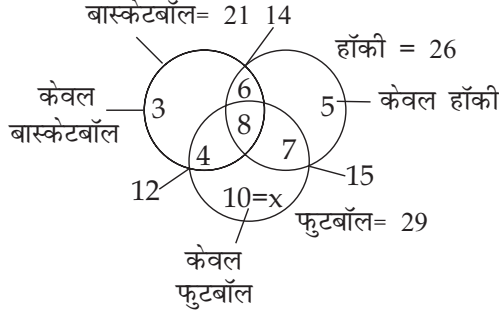 बास्केटबॉल= 21 14
हॉकी = 26
केवल
बास्केटबॉल
3
6
5
केवल हॉकी
8
4
7
12
15
10=x
फुटबॉल= 29
केवल
फुटबॉल